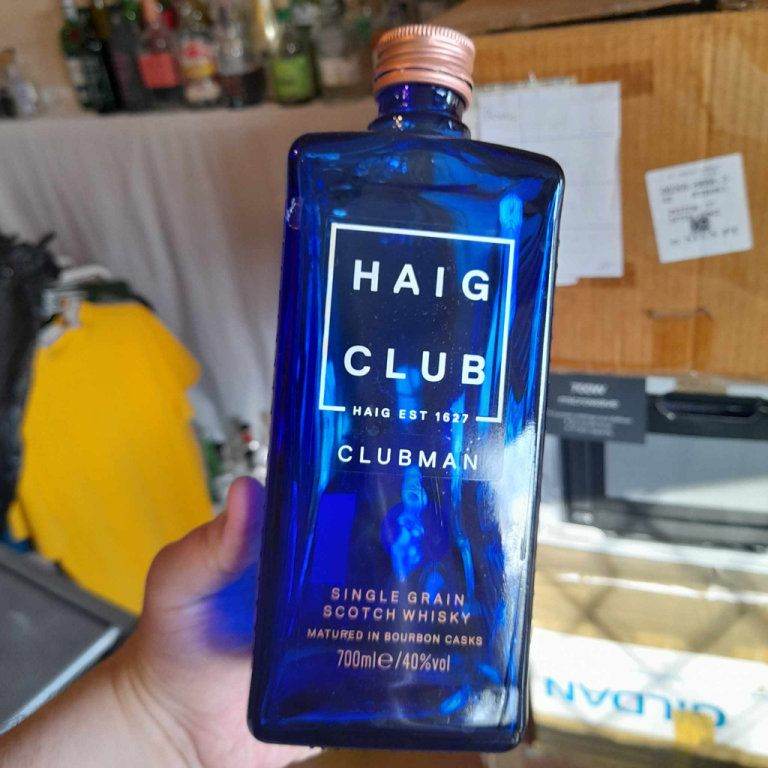 HAIG
CLUB
HAIG EST 1627
CLUBMAN
SINGLE GRAIN
SCOTCH WHISKY
MATURED IN BOURBON CASKS
700ml℮/40%vol
GILDAN